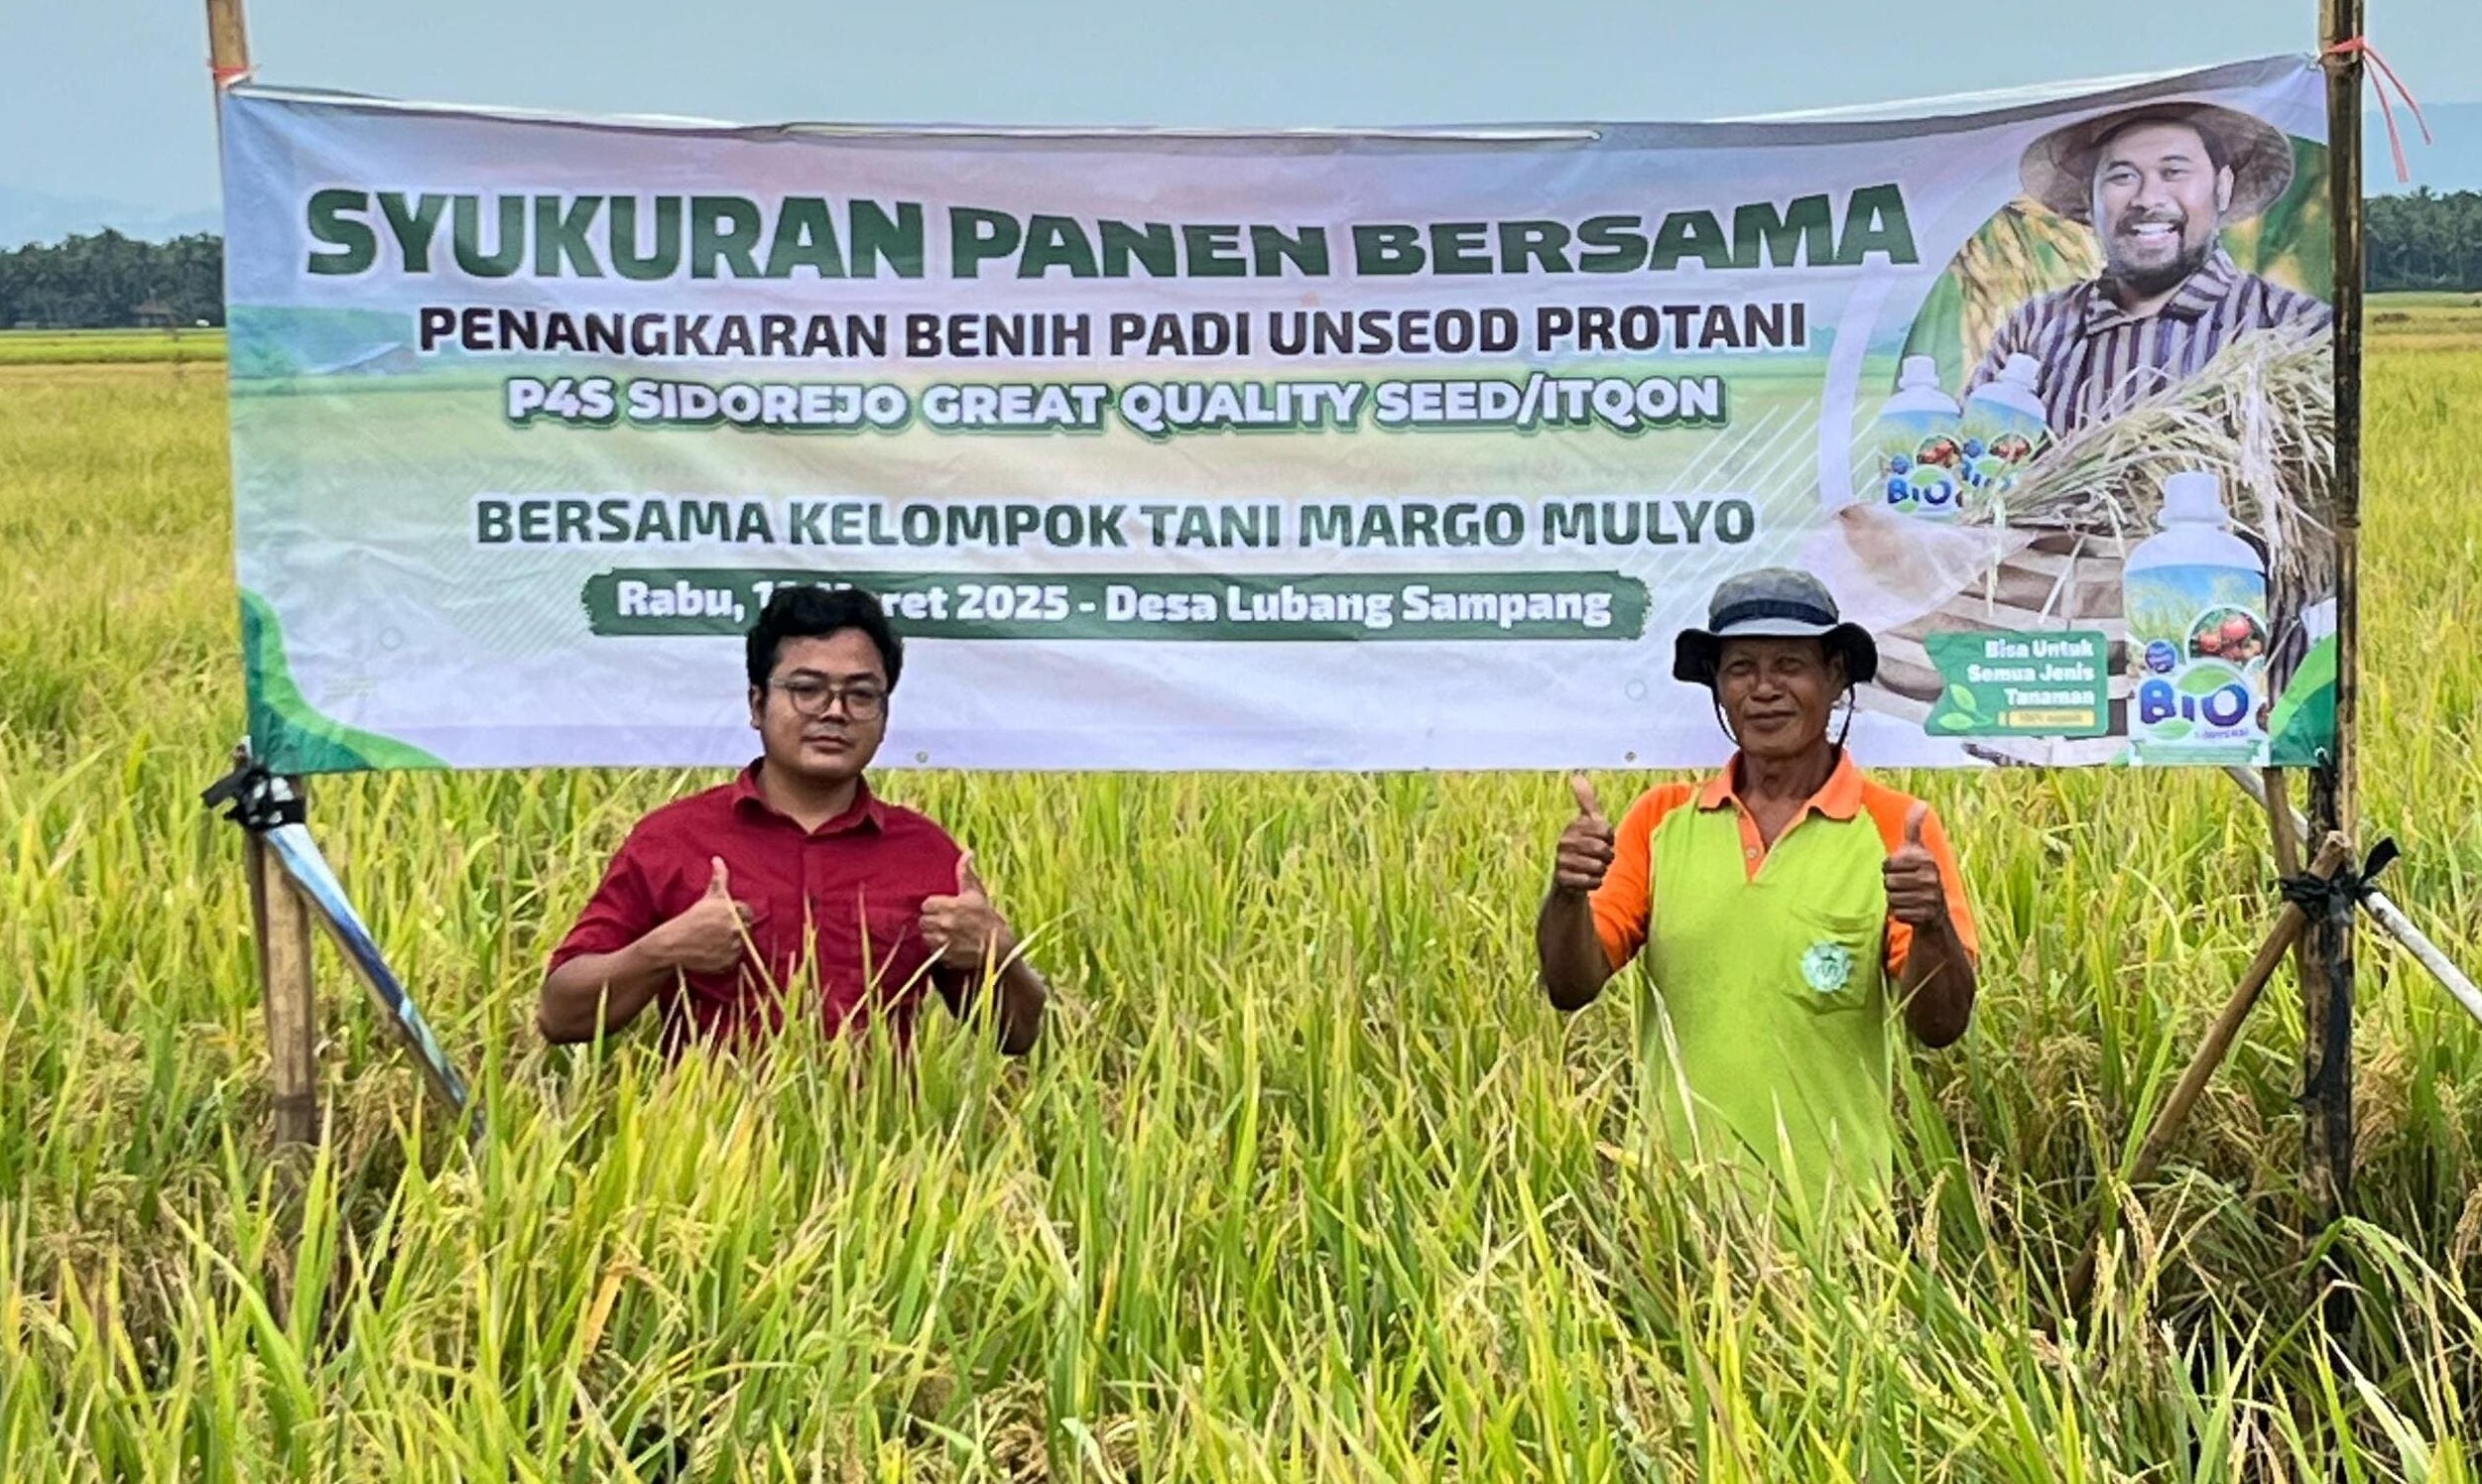 SYUKURAN PANEN BERSAMA
PENANGKARAN BENIH PADI UNSEOD PROTANI
P4S SIDOREJO GREAT QUALITY SEED/ITQON
BERSAMA KELOMPOK TANI MARGO MULYO
Rabu, 2025 - Desa Lubang Sampang
BIO
BIO
Bisa Untuk
Semua Jenis
Tanaman
BIO